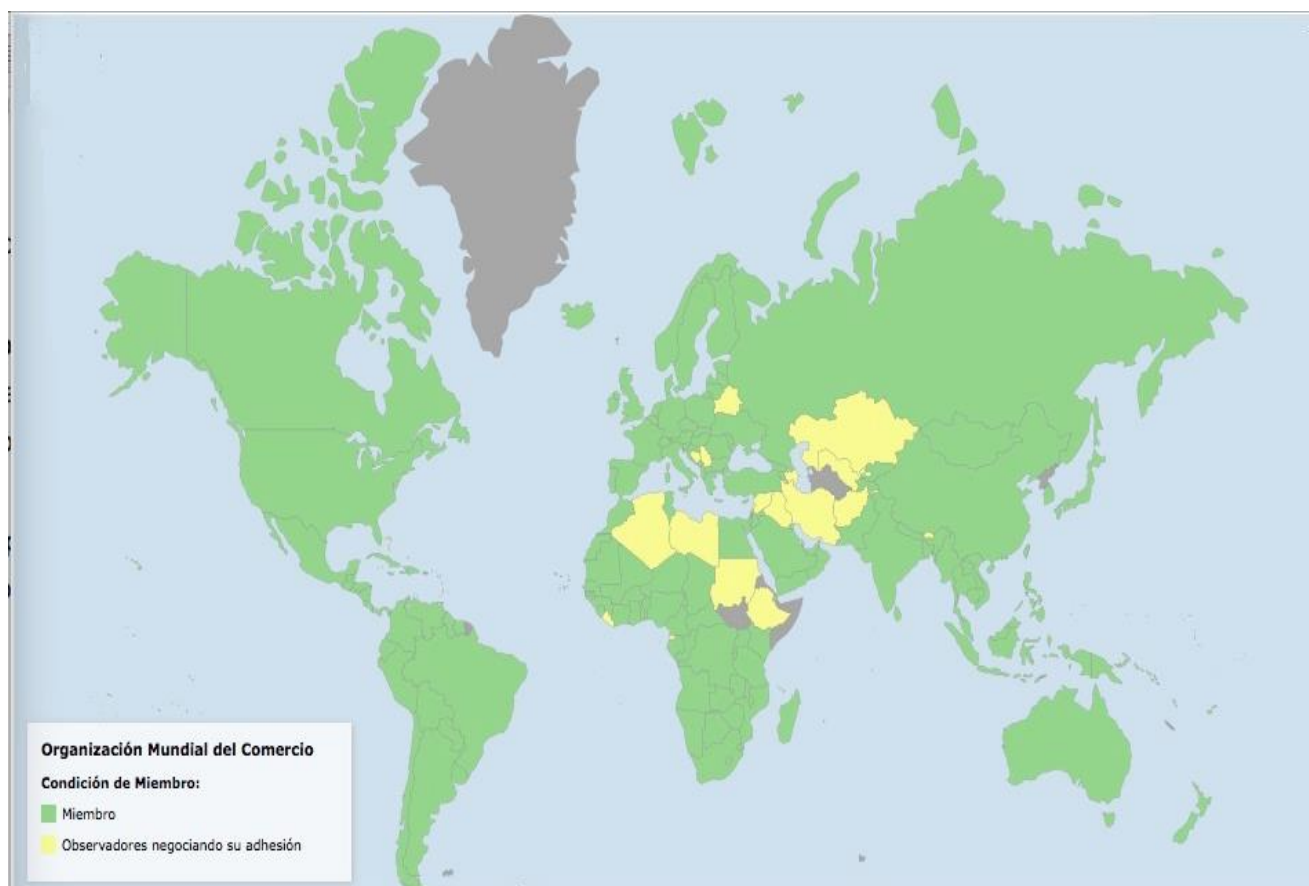 Organización Mundial del Comercio
Condición de Miembro:
Miembro
Observadores negociando su adhesión